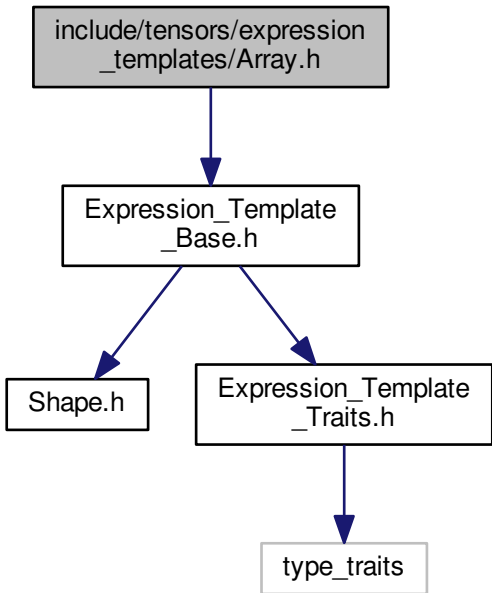 include/tensors/expression
_templates/Array.h
Expression_Template
_Base.h
Shape.h
Expression_Template
_Traits.h
type_traits